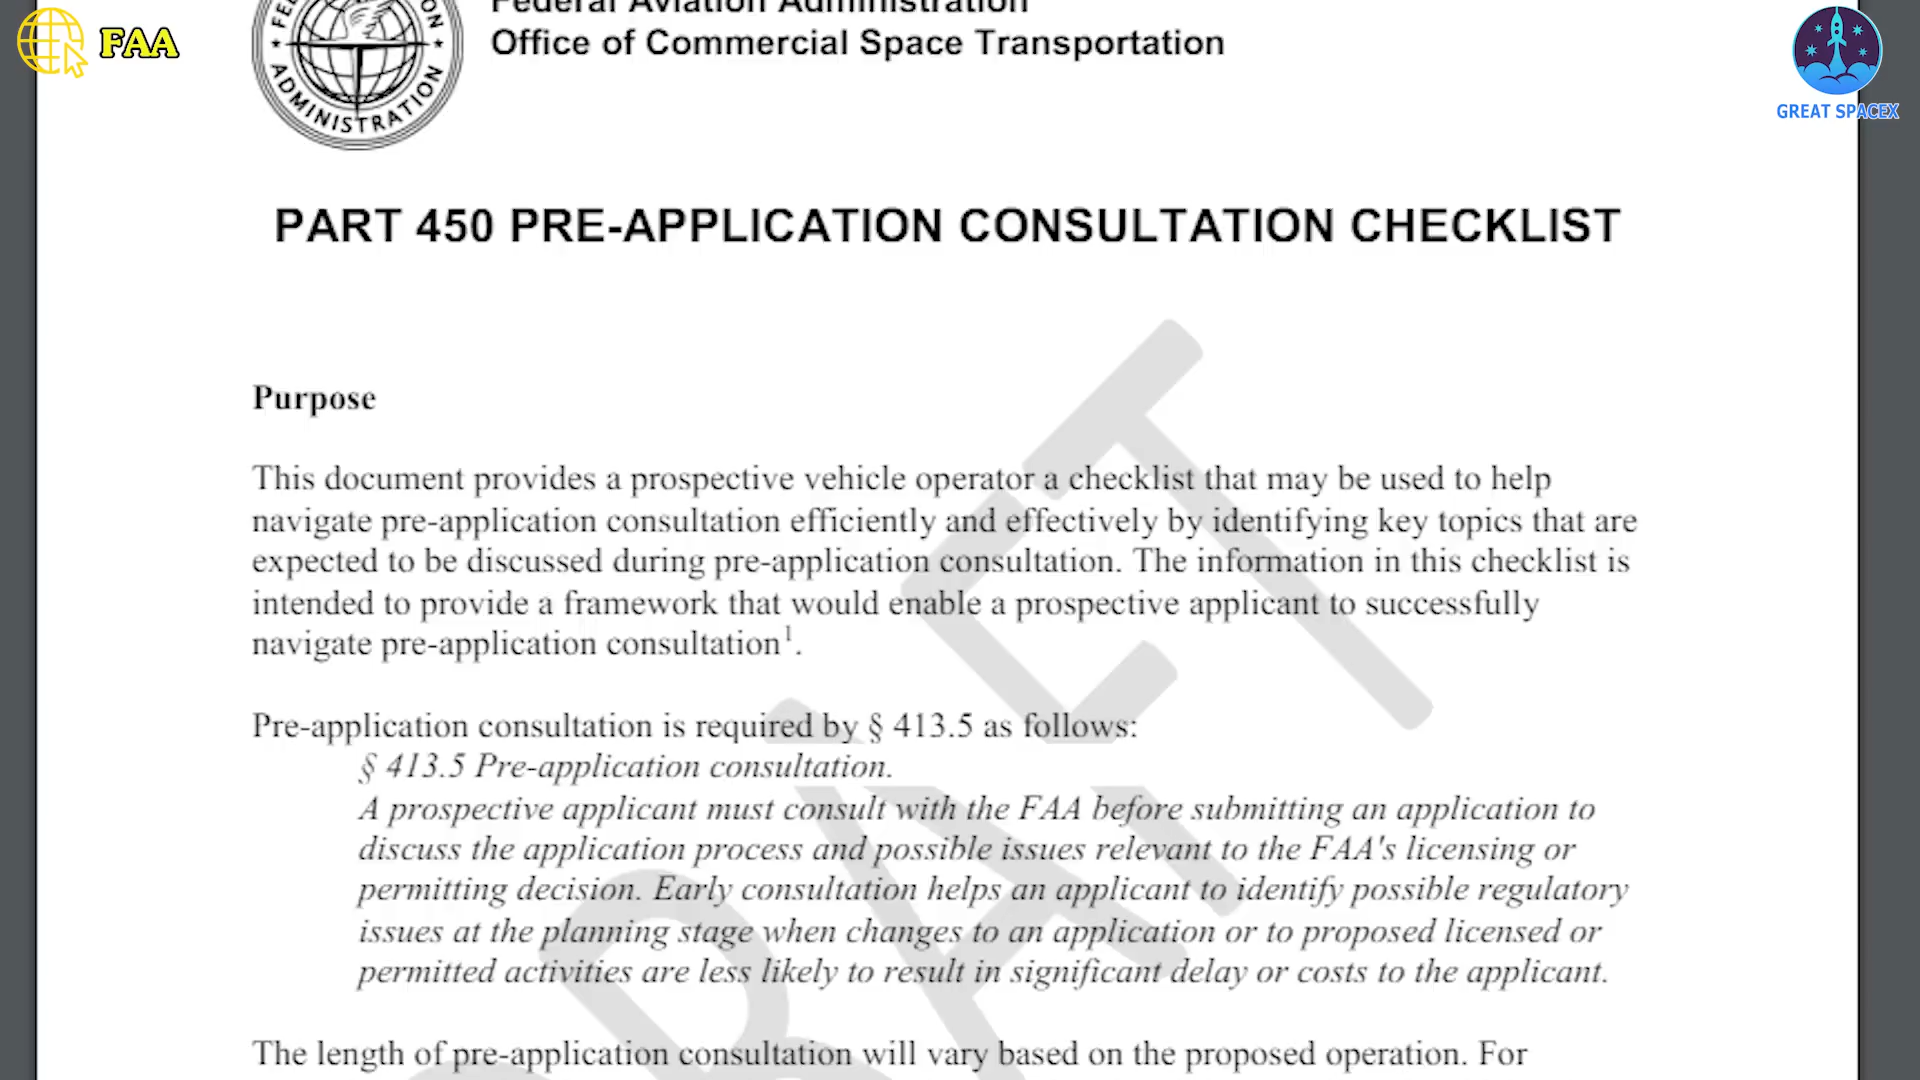 FAA
GREAT SPACEX
ADMINISTRATION
Federal Aviation Administration
Office of Commercial Space Transportation
PART 450 PRE-APPLICATION CONSULTATION CHECKLIST
Purpose
This document provides a prospective vehicle operator a checklist that may be used to help
navigate pre-application consultation efficiently and effectively by identifying key topics that are
expected to be discussed during pre-application consultation. The information in this checklist is
intended to provide a framework that would enable a prospective applicant to successfully
navigate pre-application consultation1.
Pre-application consultation is required by § 413.5 as follows:
§ 413.5 Pre-application consultation.
A prospective applicant must consult with the FAA before submitting an application to
discuss the application process and possible issues relevant to the FAA's licensing or
permitting decision. Early consultation helps an applicant to identify possible regulatory
issues at the planning stage when changes to an application or to proposed licensed or
permitted activities are less likely to result in significant delay or costs to the applicant.
The length of pre-application consultation will vary based on the proposed operation. For
DRAFT